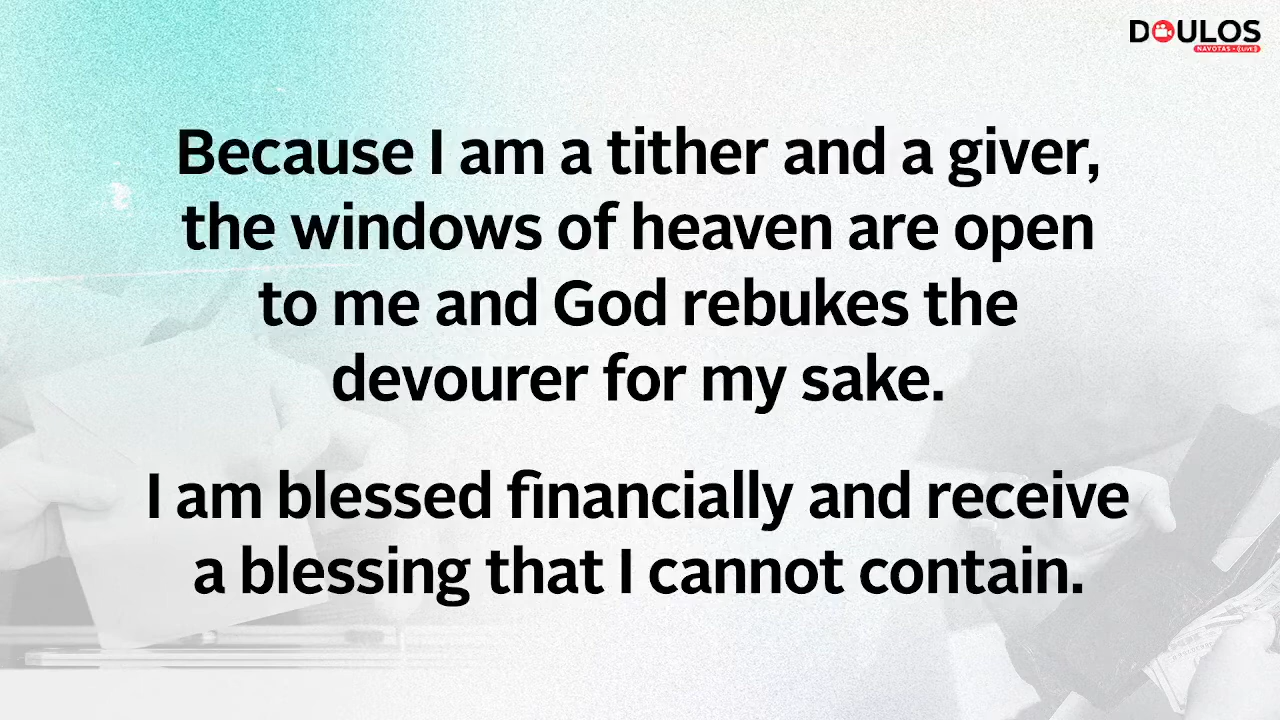 DOULOS
NAVOTAS • LIVE
Because I am a tither and a giver,
the windows of heaven are open
to me and God rebukes the
devourer for my sake.
I am blessed financially and receive
a blessing that I cannot contain.